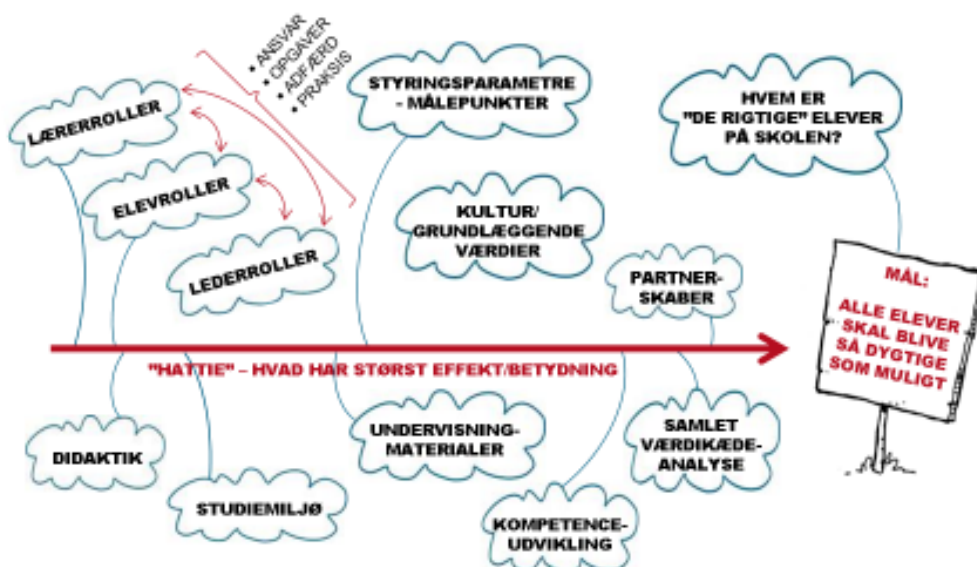 • ANSVAR
• OPGAVER
• ADFÆRD
• PRAKSIS
LÆRERROLLER
ELEVROLLER
LEDERROLLER
STYRINGSPARAMETRE
- MÅLEPUNKTER
KULTUR/
GRUNDLÆGGENDE
VÆRDIER
HVEM ER
"DE RIGTIGE" ELEVER
PÅ SKOLEN?
PARTNER-
SKABER
MÅL:
ALLE ELEVER
SKAL BLIVE
SÅ DYGTIGE
SOM MULIGT
"HATTIE" – HVAD HAR STØRST EFFEKT/BETYDNING
DIDAKTIK
STUDIEMILJØ
UNDERVISNING-
MATERIALER
KOMPETENCE-
UDVIKLING
SAMLET
VÆRDIKÆDE-
ANALYSE